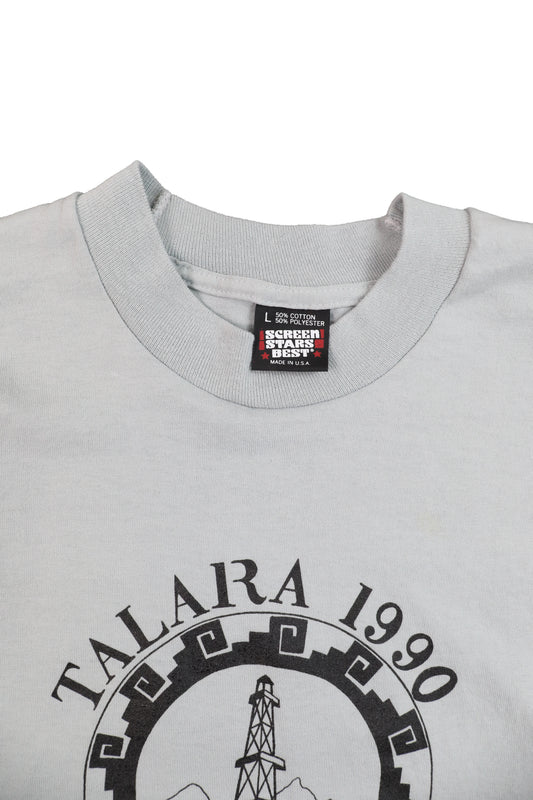 L 50% COTTON
50% POLYESTER
SCREEN
STARS
BEST®
MADE IN U.S.A.
TALARA 1990